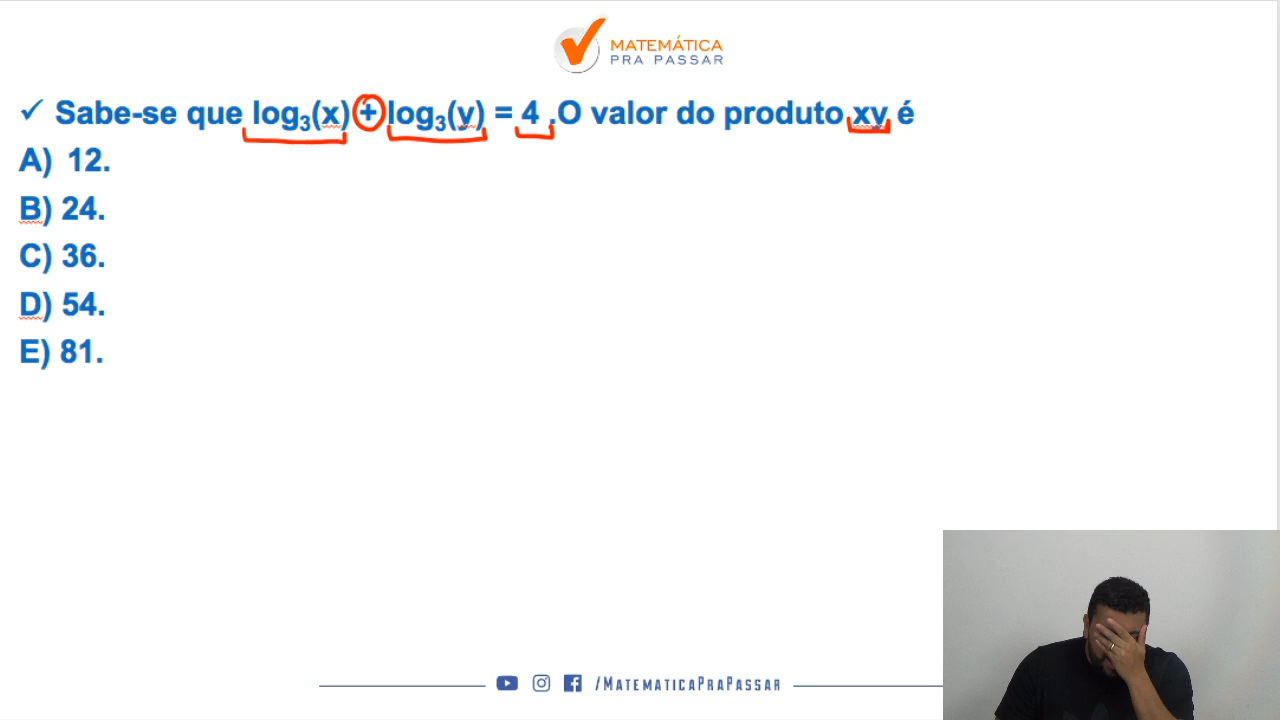 MATEMÁTICA
PRA PASSAR
✓ Sabe-se que log₃(x) + log₃(y) = 4 .O valor do produto xy é
A) 12.
B) 24.
C) 36.
D) 54.
E) 81.
/MATEMATICAPRAPASSAR